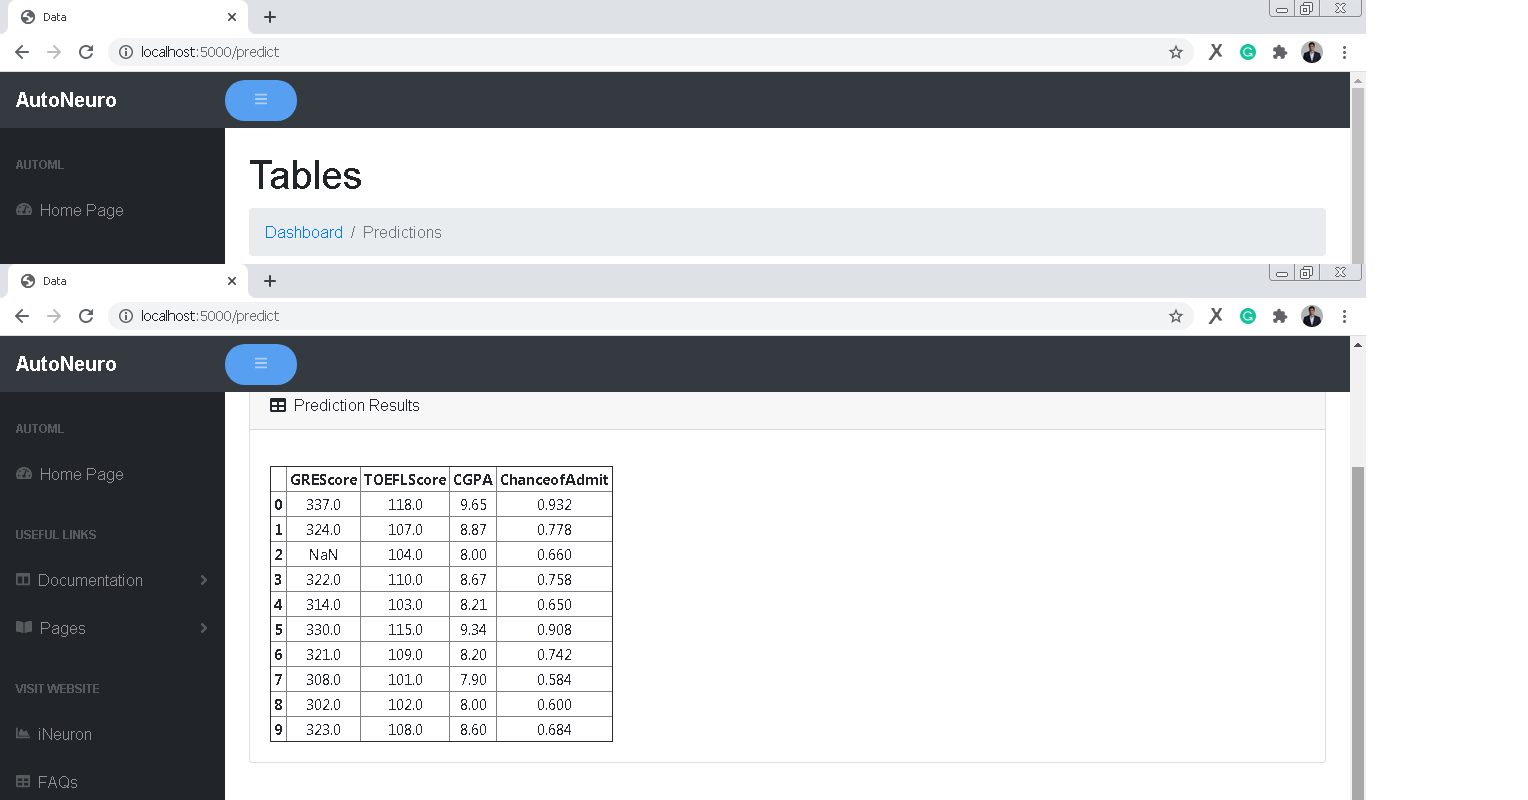 Data
localhost:5000/predict
AutoNeuro
AUTOML
Home Page
Tables
Dashboard / Predictions
Data
localhost:5000/predict
AutoNeuro
AUTOML
Home Page
USEFUL LINKS
Documentation
Pages
VISIT WEBSITE
iNeuron
FAQs
Prediction Results
GREScore TOEFLScore CGPA ChanceofAdmit
0 337.0 118.0 9.65 0.932
1 324.0 107.0 8.87 0.778
2 NaN 104.0 8.00 0.660
3 322.0 110.0 8.67 0.758
4 314.0 103.0 8.21 0.650
5 330.0 115.0 9.34 0.908
6 321.0 109.0 8.20 0.742
7 308.0 101.0 7.90 0.584
8 302.0 102.0 8.00 0.600
9 323.0 108.0 8.60 0.684